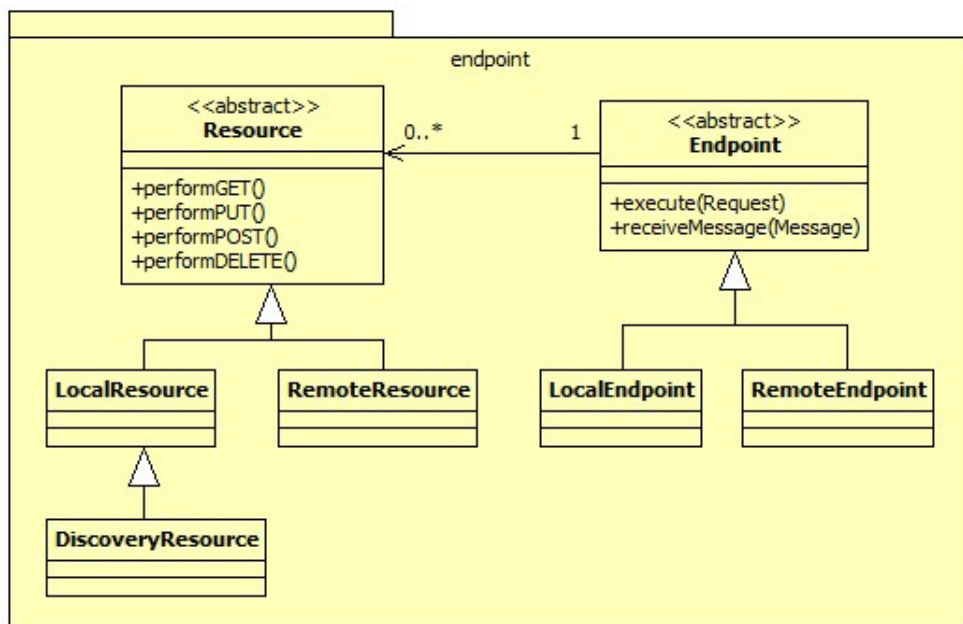 endpoint
<<abstract>>
Resource
+performGET()
+performPUT()
+performPOST()
+performDELETE()
0..*
1
<<abstract>>
Endpoint
+execute(Request)
+receiveMessage(Message)
LocalResource
RemoteResource
LocalEndpoint
RemoteEndpoint
DiscoveryResource